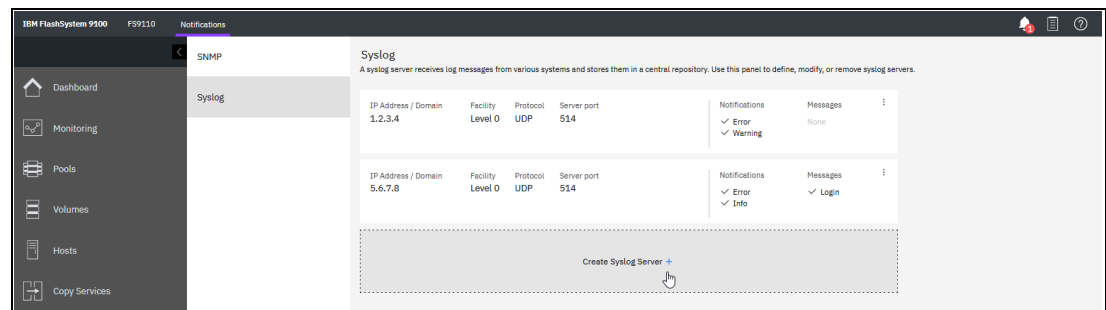 IBM FlashSystem 9100 FS9110 Notifications
SNMP
Syslog
Dashboard
Monitoring
Pools
Volumes
Hosts
Copy Services
Syslog
A syslog server receives log messages from various systems and stores them in a central repository. Use this panel to define, modify, or remove syslog servers.
IP Address / Domain Facility Protocol Server port Notifications Messages
1.2.3.4 Level 0 UDP 514 Error None
Warning
IP Address / Domain Facility Protocol Server port Notifications Messages
5.6.7.8 Level 0 UDP 514 Error Login
Info
Create Syslog Server +